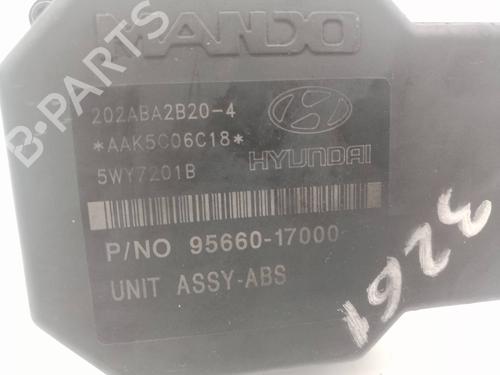 MANDO
202ABA2B20-4
*AAK5C06C18*
5WY7201B
HYUNDAI
P/NO 95660-17000
UNIT ASSY-ABS
3261
B-PARTS